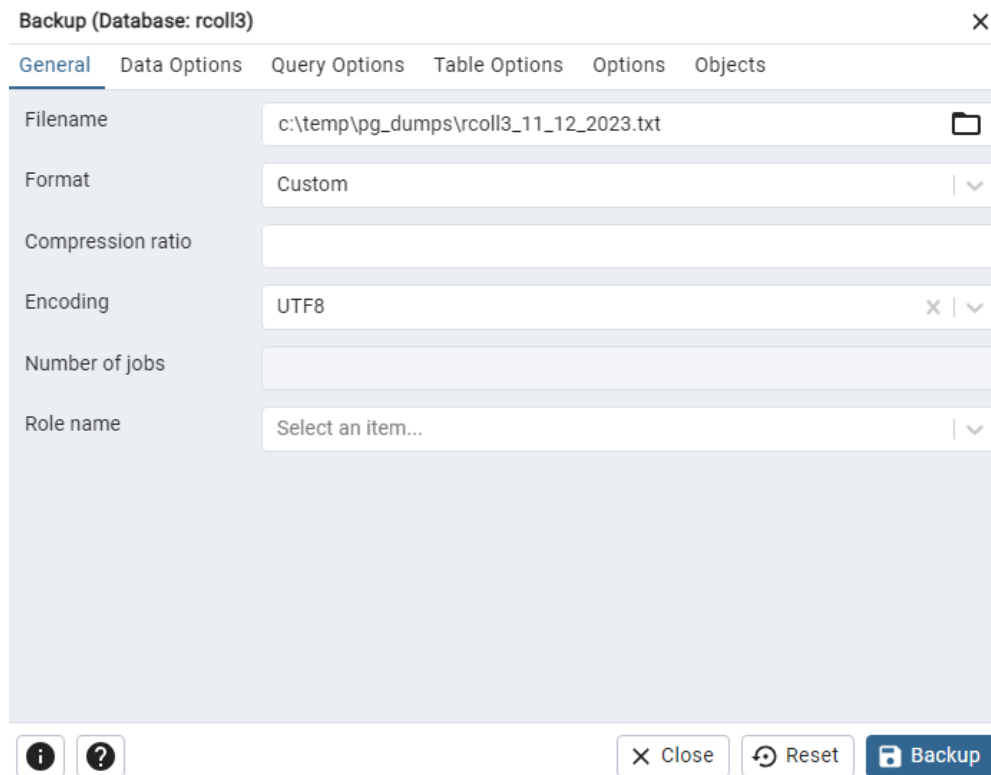 Backup (Database: rcoll3)
General Data Options Query Options Table Options Options Objects
Filename c:\temp\pg_dumps\rcoll3_11_12_2023.txt
Format Custom
Compression ratio
Encoding UTF8
Number of jobs
Role name Select an item...
Close Reset Backup